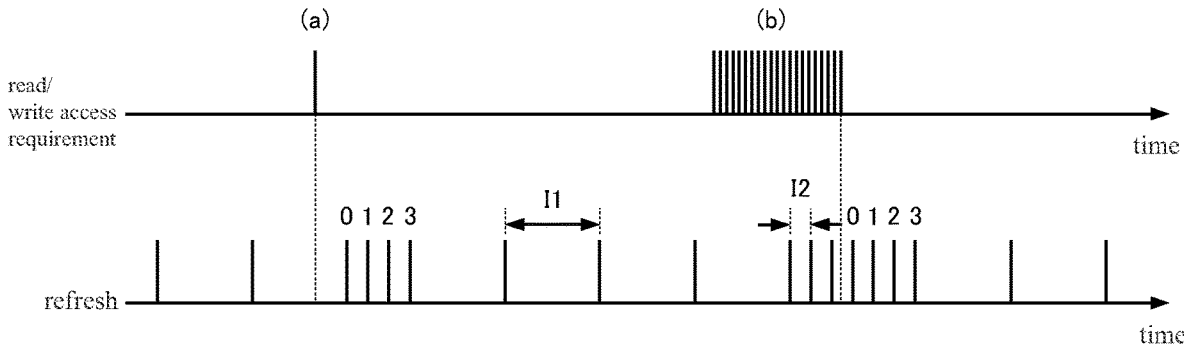 (a) (b)
read/
write access
requirement
time
I1 I2
0 1 2 3 0 1 2 3
refresh
time